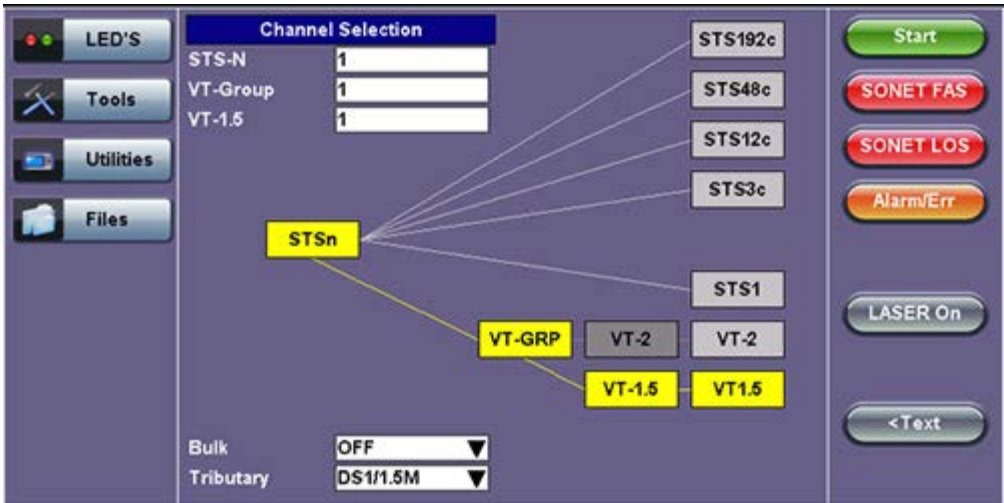 LED'S
Tools
Utilities
Files
Channel Selection
STS-N 1
VT-Group 1
VT-1.5 1
STS192c
STS48c
STS12c
STS3c
STSn
STS1
VT-GRP VT-2 VT-2
VT-1.5 VT1.5
Bulk OFF
Tributary DS1/1.5M
Start
SONET FAS
SONET LOS
Alarm/Err
LASER On
<Text